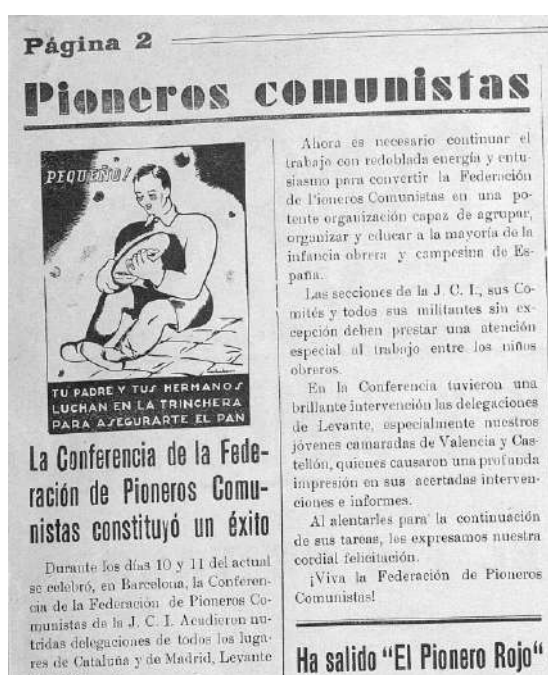 Página 2
Pioneros comunistas
PEQUEÑO!
TU PADRE Y TUS HERMANOS
LUCHAN EN LA TRINCHERA
PARA ASEGURARTE EL PAN
La Conferencia de la Fede-
ración de Pioneros Comu-
nistas constituyó un éxito
Durante los días 10 y 11 del actual
se celebró, en Barcelona, la Conferen-
cia de la Federación de Pioneros Co-
munistas de la J. C. I. Acudieron nu-
tridas delegaciones de todos los luga-
res de Cataluña y de Madrid, Levante
Ahora es necesario continuar el
trabajo con redoblada energía y entu-
siasmo para convertir la Federación
de Pioneros Comunistas en una po-
tente organización capaz de agrupar,
organizar y educar a la mayoría de la
infancia obrera y campesina de Es-
paña.
Las secciones de la J. C. I., sus Co-
mités y todos sus militantes sin ex-
cepción deben prestar una atención
especial al trabajo entre los niños
obreros.
En la Conferencia tuvieron una
brillante intervención las delegaciones
de Levante, especialmente nuestros
jóvenes camaradas de Valencia y Cas-
tellón, quienes causaron una profunda
impresión en sus acertadas interven-
ciones e informes.
Al alentarles para la continuación
de sus tareas, les expresamos nuestra
cordial felicitación.
¡Viva la Federación de Pioneros
Comunistas!
Ha salido "El Pionero Rojo"